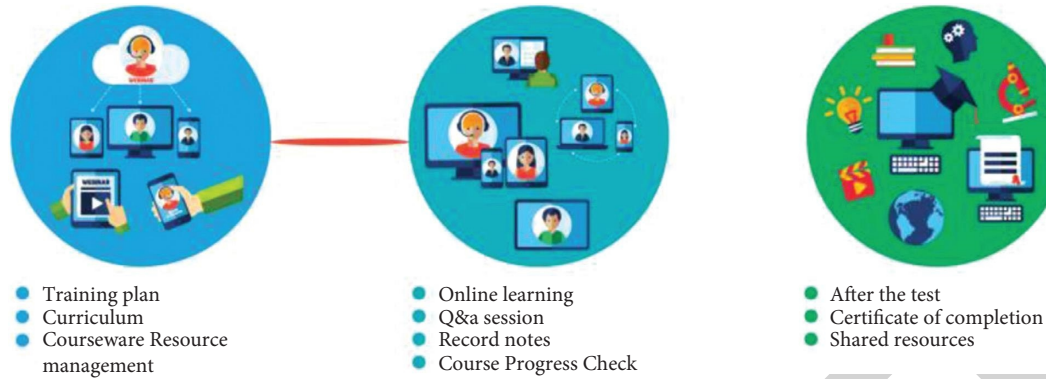 WEBINAR
WEBINAR
Training plan
Curriculum
Courseware Resource
management
Online learning
Q&a session
Record notes
Course Progress Check
After the test
Certificate of completion
Shared resources